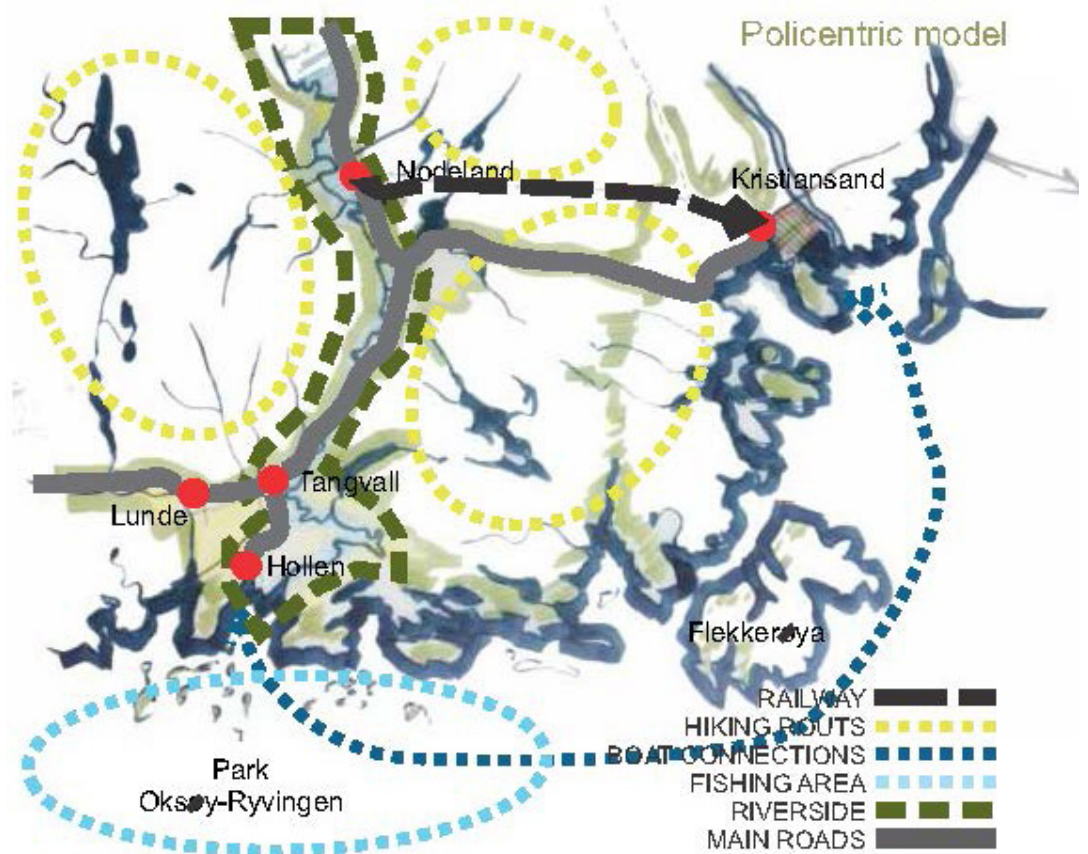 Policentric model
Nodeland
Kristiansand
Tangvall
Lunde
Hollen
Flekkerøya
Park
Oksøy-Ryvingen
RAILWAY
HIKING ROUTS
BOAT CONNECTIONS
FISHING AREA
RIVERSIDE
MAIN ROADS